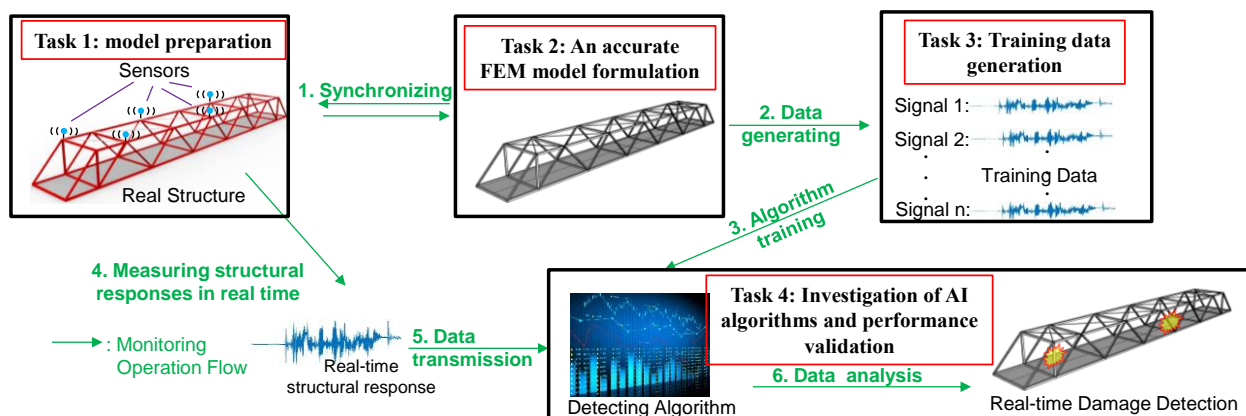 Task 1: model preparation
Sensors
((•))
Real Structure
1. Synchronizing
Task 2: An accurate
FEM model formulation
2. Data
generating
Task 3: Training data
generation
Signal 1:
Signal 2:
Training Data
Signal n:
3. Algorithm
training
4. Measuring structural
responses in real time
: Monitoring
Operation Flow
Real-time
structural response
5. Data
transmission
Task 4: Investigation of AI
algorithms and performance
validation
6. Data analysis
Detecting Algorithm
Real-time Damage Detection